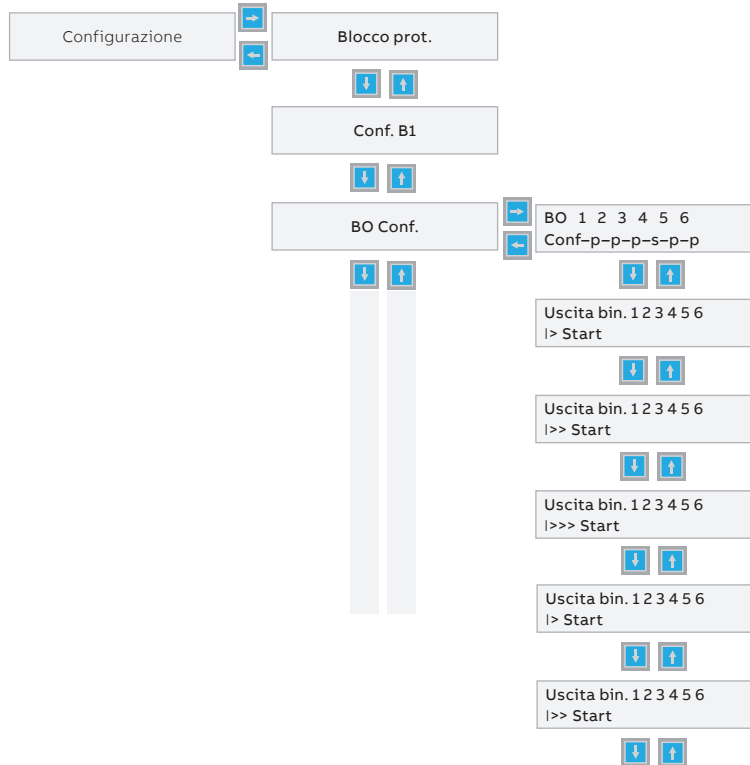 Configurazione
Blocco prot.
Conf. B1
BO Conf.
BO 1 2 3 4 5 6
Conf–p–p–p–s–p–p
Uscita bin. 1 2 3 4 5 6
I> Start
Uscita bin. 1 2 3 4 5 6
I>> Start
Uscita bin. 1 2 3 4 5 6
I>>> Start
Uscita bin. 1 2 3 4 5 6
I> Start
Uscita bin. 1 2 3 4 5 6
I>> Start